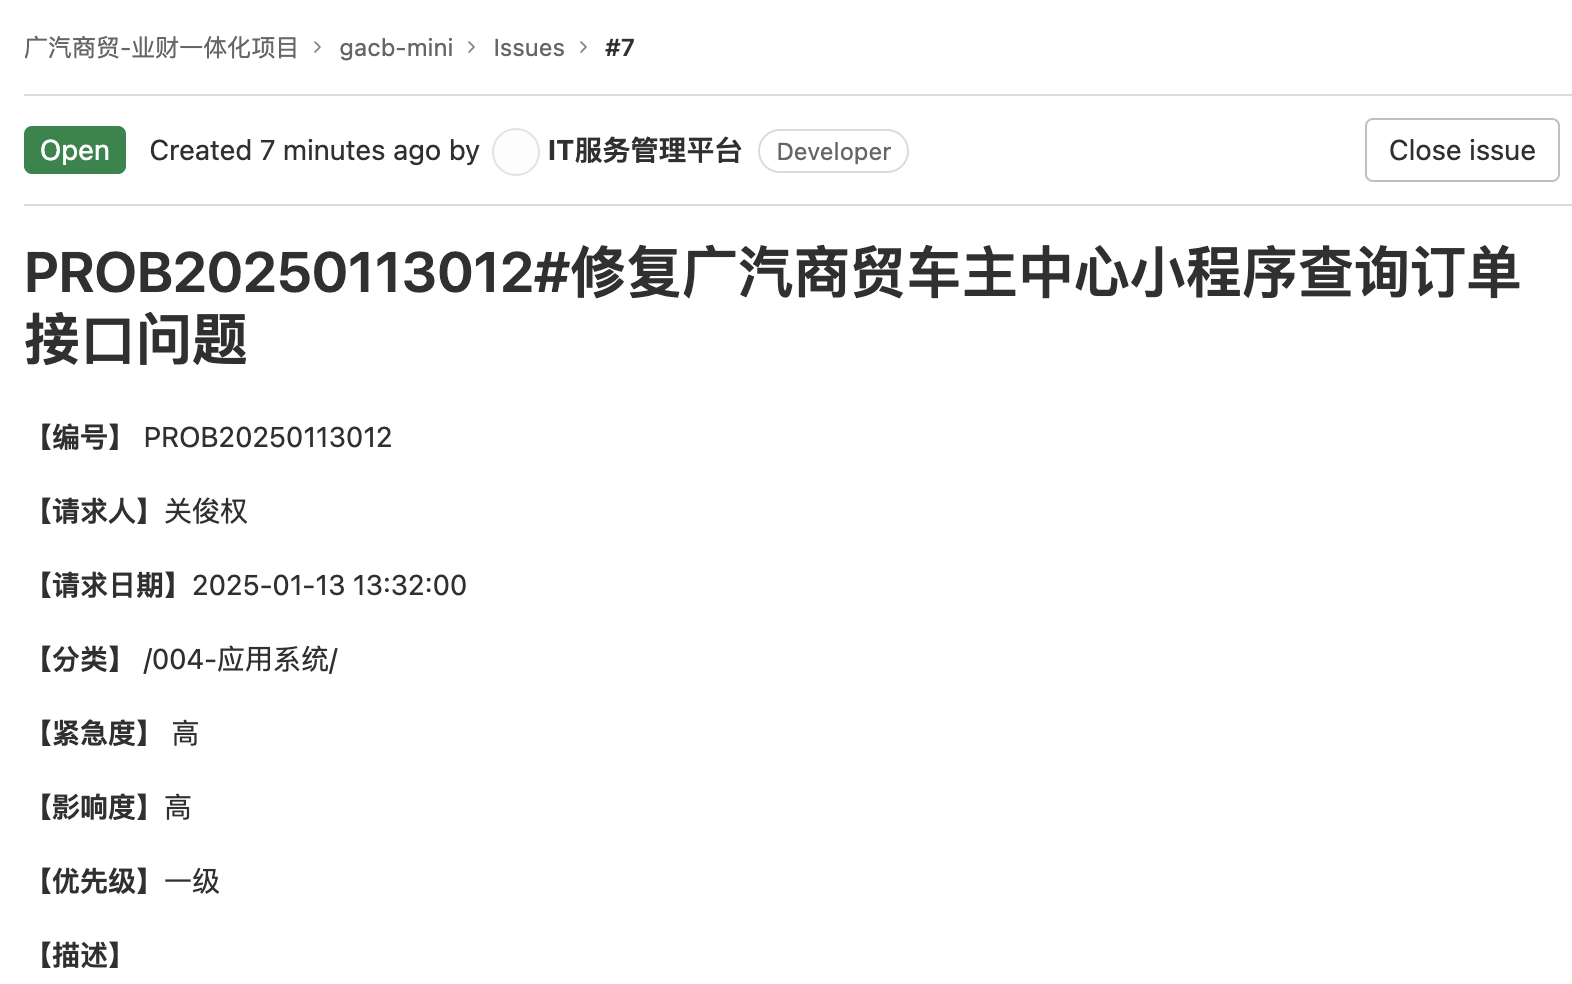 广汽商贸-业财一体化项目 > gacb-mini > Issues > #7
Open Created 7 minutes ago by IT服务管理平台 Developer Close issue
PROB20250113012#修复广汽商贸车主中心小程序查询订单
接口问题
【编号】 PROB20250113012
【请求人】关俊权
【请求日期】2025-01-13 13:32:00
【分类】 /004-应用系统/
【紧急度】 高
【影响度】高
【优先级】一级
【描述】